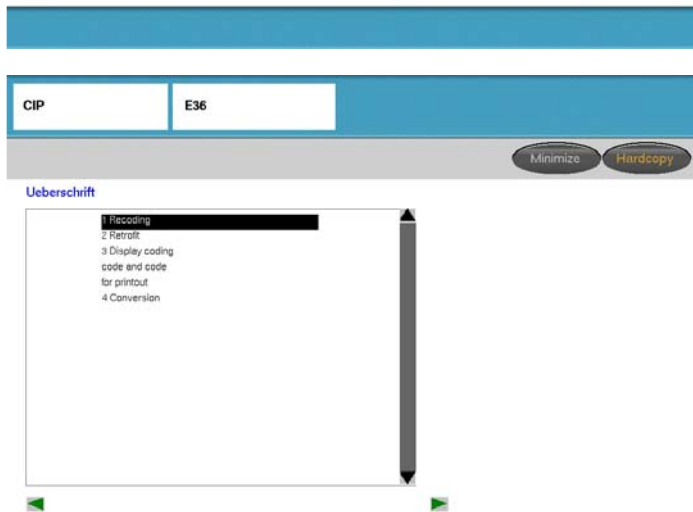 CIP E36
Minimize Hardcopy
Ueberschrift
1 Recoding
2 Retrofit
3 Display coding
code and code
for printout
4 Conversion